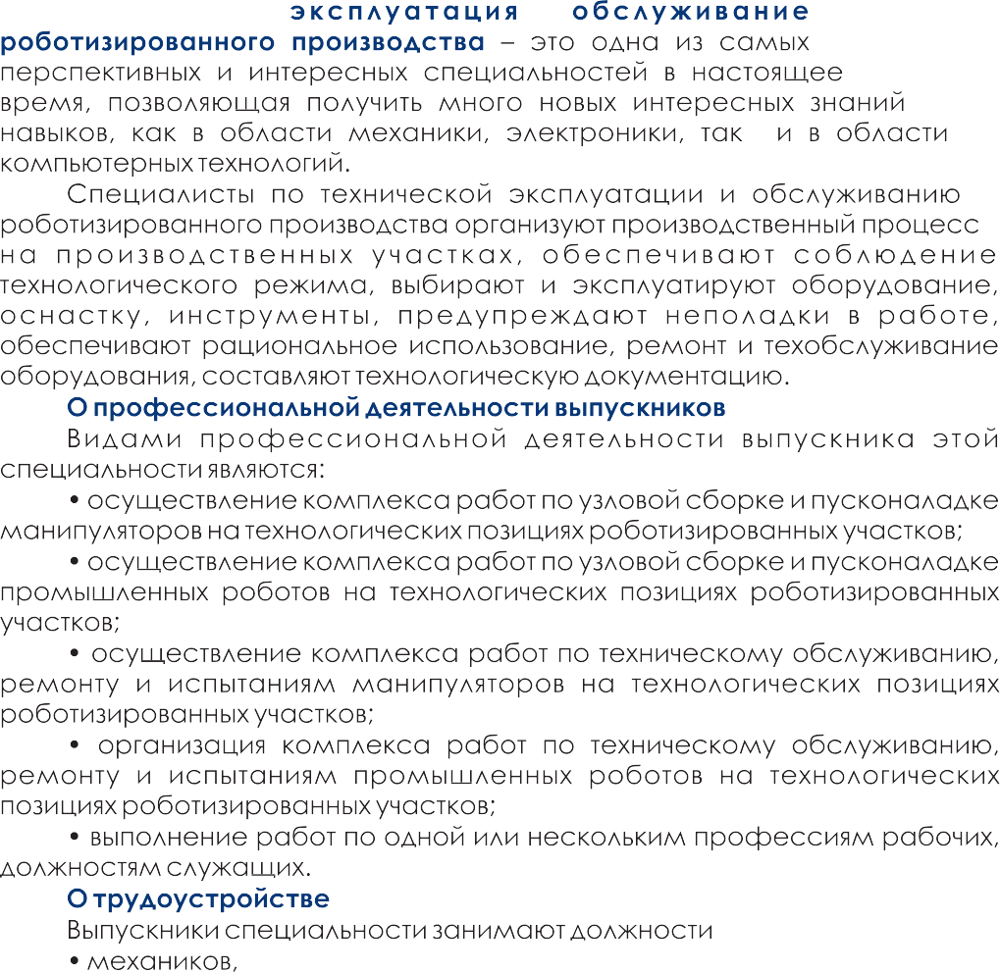 эксплуатация обслуживание
роботизированного производства – это одна из самых
перспективных и интересных специальностей в настоящее
время, позволяющая получить много новых интересных знаний
навыков, как в области механики, электроники, так и в области
компьютерных технологий.
Специалисты по технической эксплуатации и обслуживанию
роботизированного производства организуют производственный процесс
на производственных участках, обеспечивают соблюдение
технологического режима, выбирают и эксплуатируют оборудование,
оснастку, инструменты, предупреждают неполадки в работе,
обеспечивают рациональное использование, ремонт и техобслуживание
оборудования, составляют технологическую документацию.
О профессиональной деятельности выпускников
Видами профессиональной деятельности выпускника этой
специальности являются:
• осуществление комплекса работ по узловой сборке и пусконаладке
манипуляторов на технологических позициях роботизированных участков;
• осуществление комплекса работ по узловой сборке и пусконаладке
промышленных роботов на технологических позициях роботизированных
участков;
• осуществление комплекса работ по техническому обслуживанию,
ремонту и испытаниям манипуляторов на технологических позициях
роботизированных участков;
• организация комплекса работ по техническому обслуживанию,
ремонту и испытаниям промышленных роботов на технологических
позициях роботизированных участков;
• выполнение работ по одной или нескольким профессиям рабочих,
должностям служащих.
О трудоустройстве
Выпускники специальности занимают должности
• механиков,